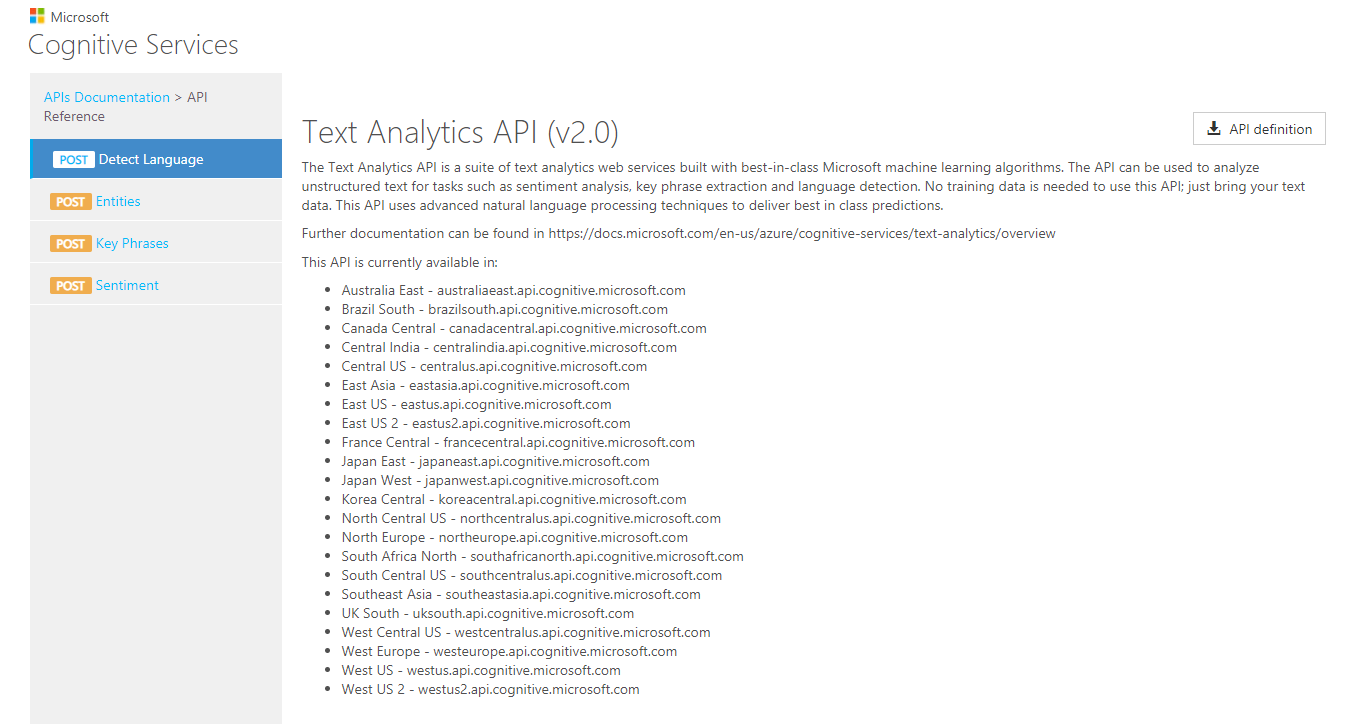 Microsoft
Cognitive Services
APIs Documentation > API
Reference
POST Detect Language
POST Entities
POST Key Phrases
POST Sentiment
Text Analytics API (v2.0)
API definition
The Text Analytics API is a suite of text analytics web services built with best-in-class Microsoft machine learning algorithms. The API can be used to analyze
unstructured text for tasks such as sentiment analysis, key phrase extraction and language detection. No training data is needed to use this API; just bring your text
data. This API uses advanced natural language processing techniques to deliver best in class predictions.
Further documentation can be found in https://docs.microsoft.com/en-us/azure/cognitive-services/text-analytics/overview
This API is currently available in:
• Australia East - australiaeast.api.cognitive.microsoft.com
• Brazil South - brazilsouth.api.cognitive.microsoft.com
• Canada Central - canadacentral.api.cognitive.microsoft.com
• Central India - centralindia.api.cognitive.microsoft.com
• Central US - centralus.api.cognitive.microsoft.com
• East Asia - eastasia.api.cognitive.microsoft.com
• East US - eastus.api.cognitive.microsoft.com
• East US 2 - eastus2.api.cognitive.microsoft.com
• France Central - francecentral.api.cognitive.microsoft.com
• Japan East - japaneast.api.cognitive.microsoft.com
• Japan West - japanwest.api.cognitive.microsoft.com
• Korea Central - koreacentral.api.cognitive.microsoft.com
• North Central US - northcentralus.api.cognitive.microsoft.com
• North Europe - northeurope.api.cognitive.microsoft.com
• South Africa North - southafricanorth.api.cognitive.microsoft.com
• South Central US - southcentralus.api.cognitive.microsoft.com
• Southeast Asia - southeastasia.api.cognitive.microsoft.com
• UK South - uksouth.api.cognitive.microsoft.com
• West Central US - westcentralus.api.cognitive.microsoft.com
• West Europe - westeurope.api.cognitive.microsoft.com
• West US - westus.api.cognitive.microsoft.com
• West US 2 - westus2.api.cognitive.microsoft.com